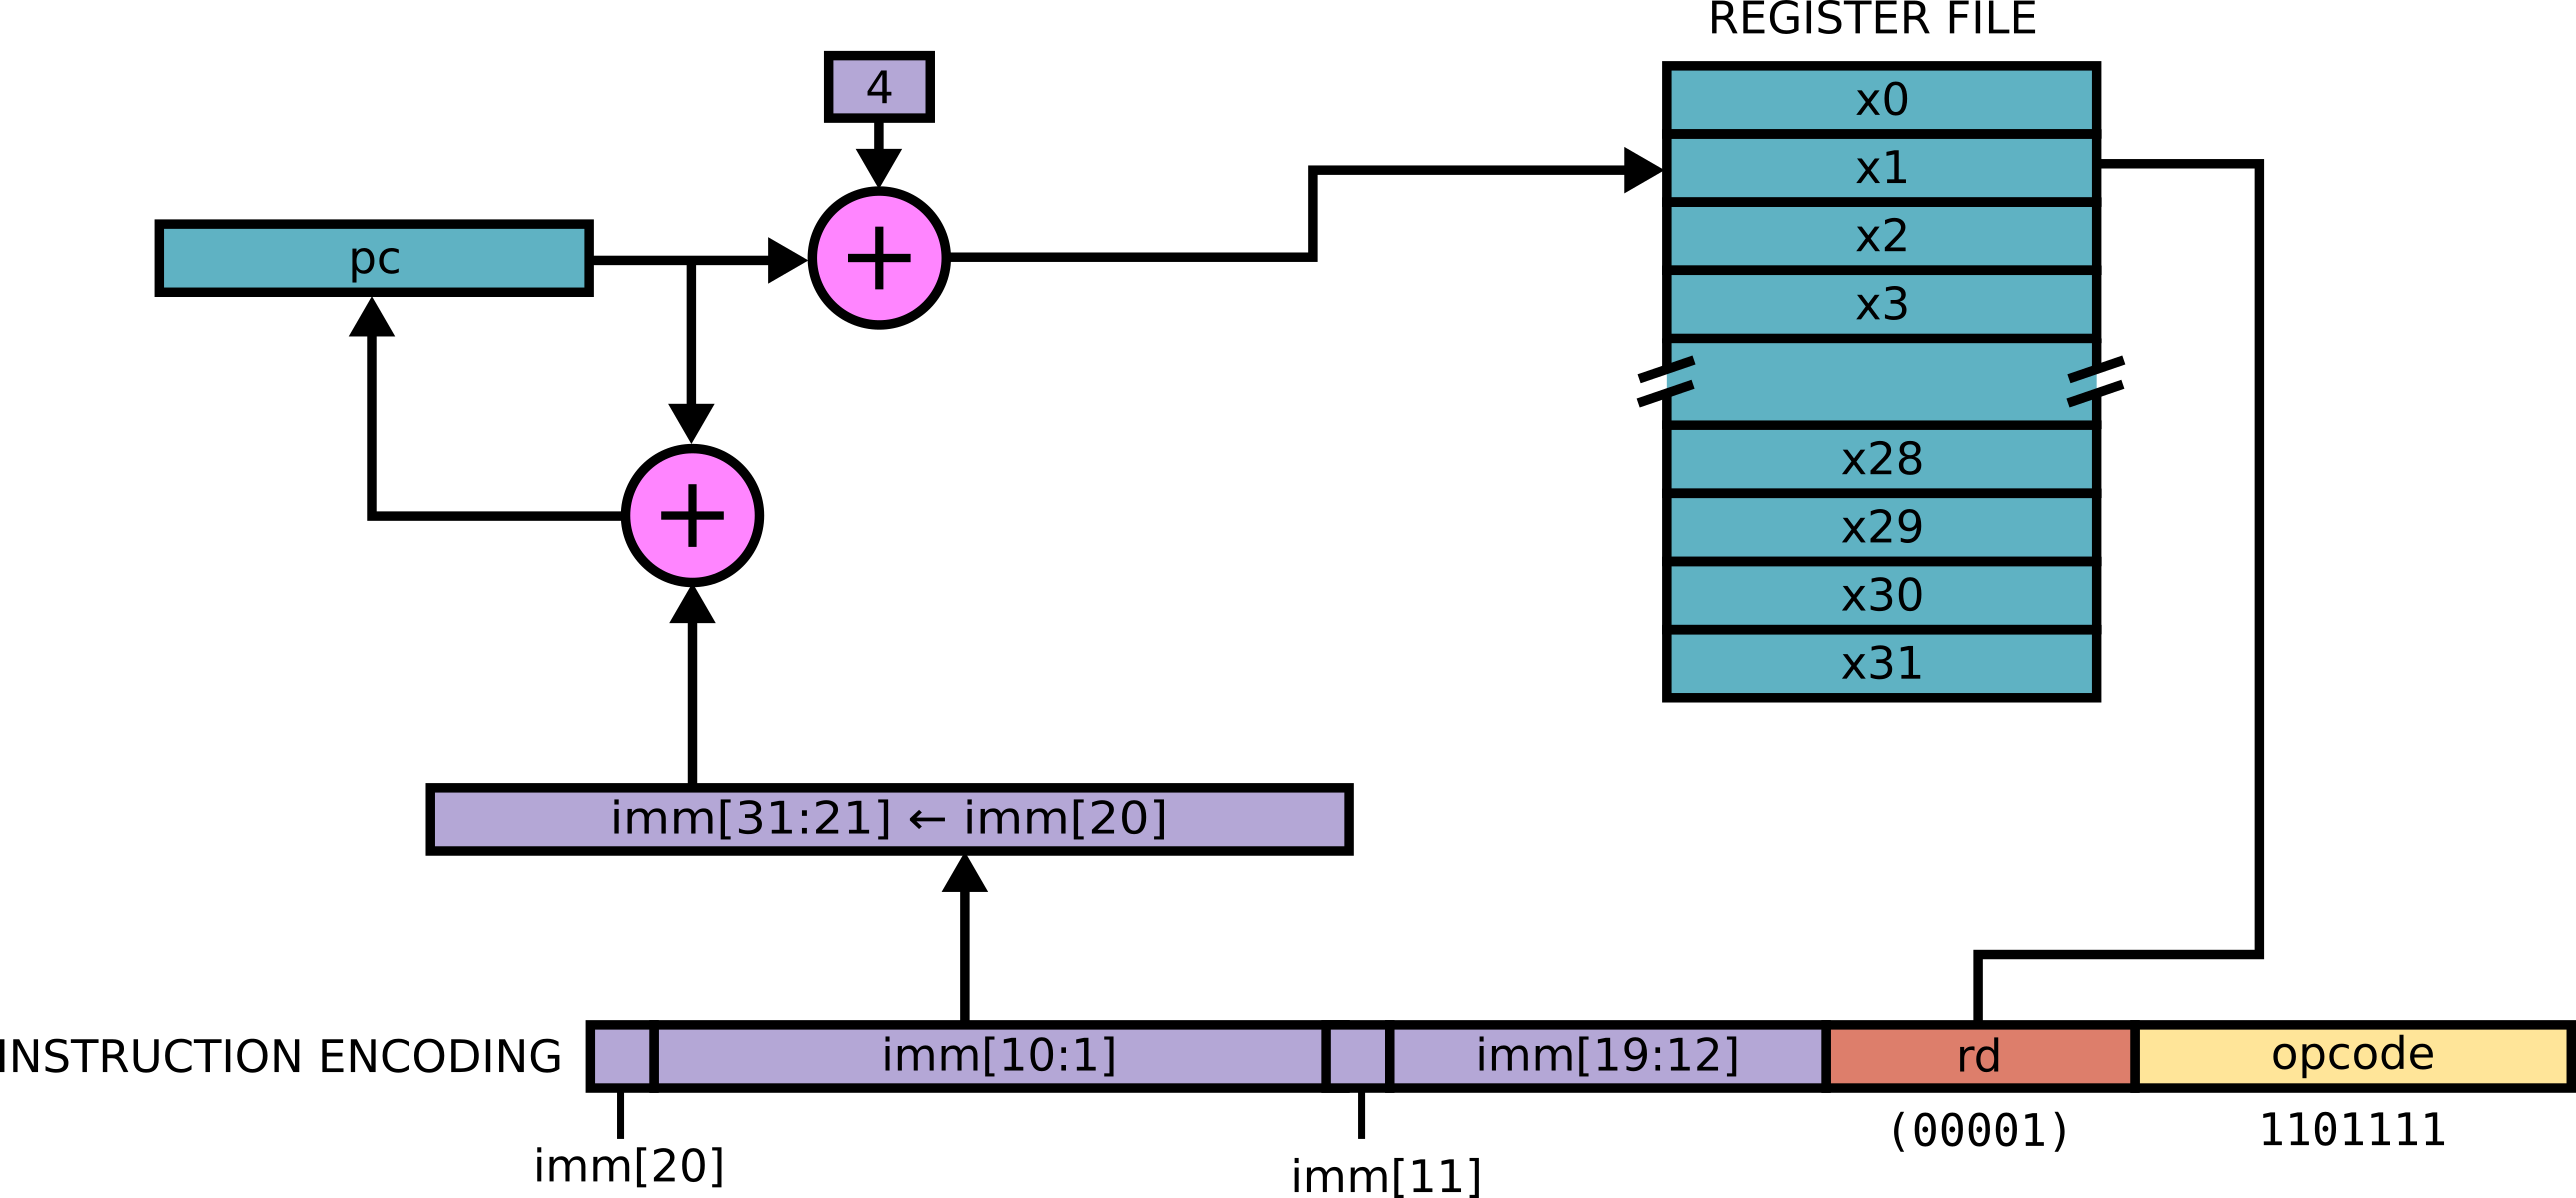 REGISTER FILE
4
x0
x1
x2
pc
x3
x28
x29
x30
x31
imm[31:21] ← imm[20]
INSTRUCTION ENCODING
imm[10:1]
imm[19:12]
rd
opcode
(00001)
1101111
imm[20]
imm[11]